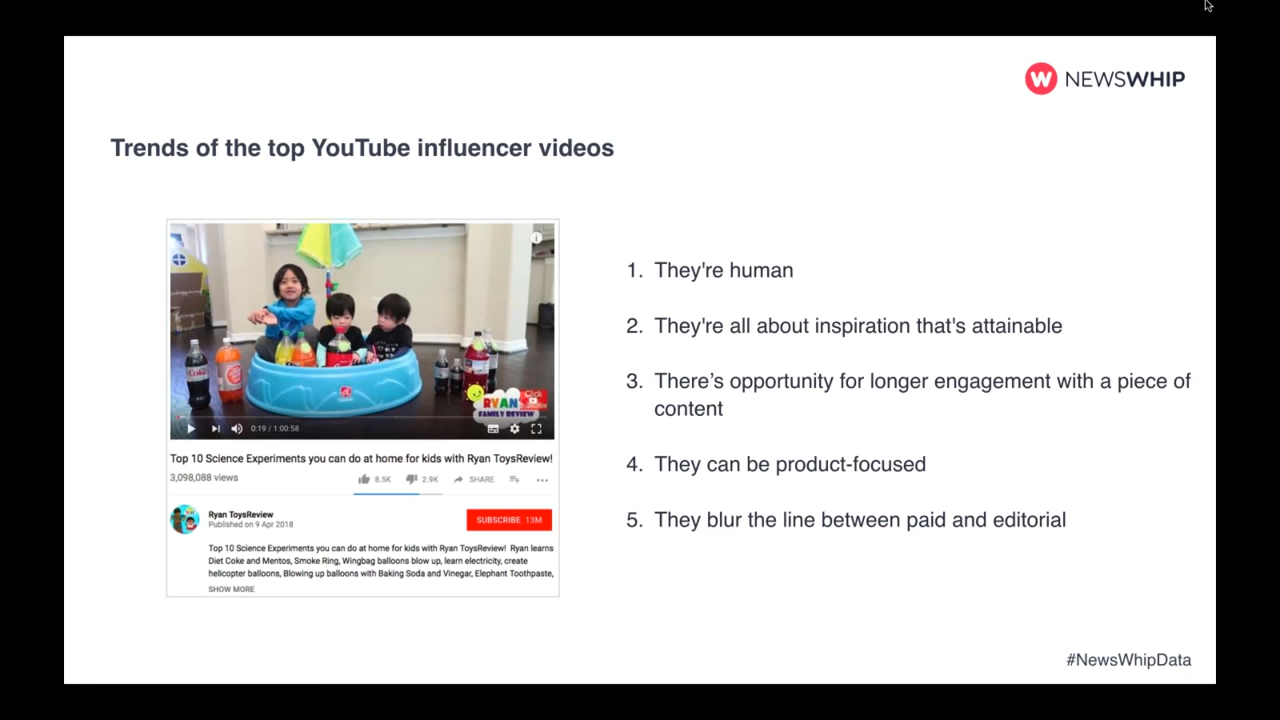 W NEWSWHIP
Trends of the top YouTube influencer videos
Coke
RYAN'S
FAMILY REVIEW
Click
0:19 / 1:00:58
Top 10 Science Experiments you can do at home for kids with Ryan ToysReview!
3,098,088 views
8.5K 2.9K SHARE
Ryan ToysReview
Published on 9 Apr 2018
SUBSCRIBE 13M
Top 10 Science Experiments you can do at home for kids with Ryan ToysReview! Ryan learns
Diet Coke and Mentos, Smoke Ring, Wingbag balloons blow up, learn electricity, create
helicopter balloons, Blowing up balloons with Baking Soda and Vinegar, Elephant Toothpaste,
SHOW MORE
1. They're human
2. They're all about inspiration that's attainable
3. There’s opportunity for longer engagement with a piece of
content
4. They can be product-focused
5. They blur the line between paid and editorial
#NewsWhipData